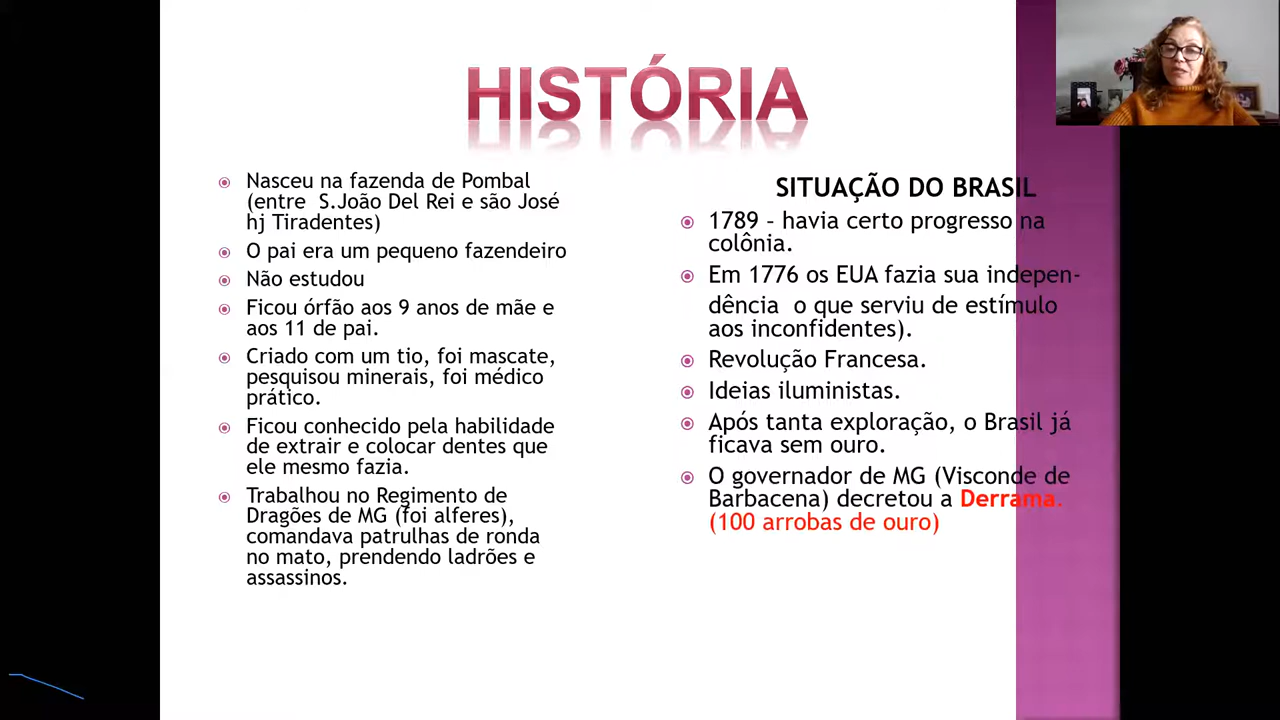 HISTÓRIA
Nasceu na fazenda de Pombal
(entre S.João Del Rei e são José
hj Tiradentes)
O pai era um pequeno fazendeiro
Não estudou
Ficou órfão aos 9 anos de mãe e
aos 11 de pai.
Criado com um tio, foi mascate,
pesquisou minerais, foi médico
prático.
Ficou conhecido pela habilidade
de extrair e colocar dentes que
ele mesmo fazia.
Trabalhou no Regimento de
Dragões de MG (foi alferes),
comandava patrulhas de ronda
no mato, prendendo ladrões e
assassinos.
SITUAÇÃO DO BRASIL
1789 – havia certo progresso na
colônia.
Em 1776 os EUA fazia sua indepen-
dência o que serviu de estímulo
aos inconfidentes).
Revolução Francesa.
Ideias iluministas.
Após tanta exploração, o Brasil já
ficava sem ouro.
O governador de MG (Visconde de
Barbacena) decretou a Derrama.
(100 arrobas de ouro)